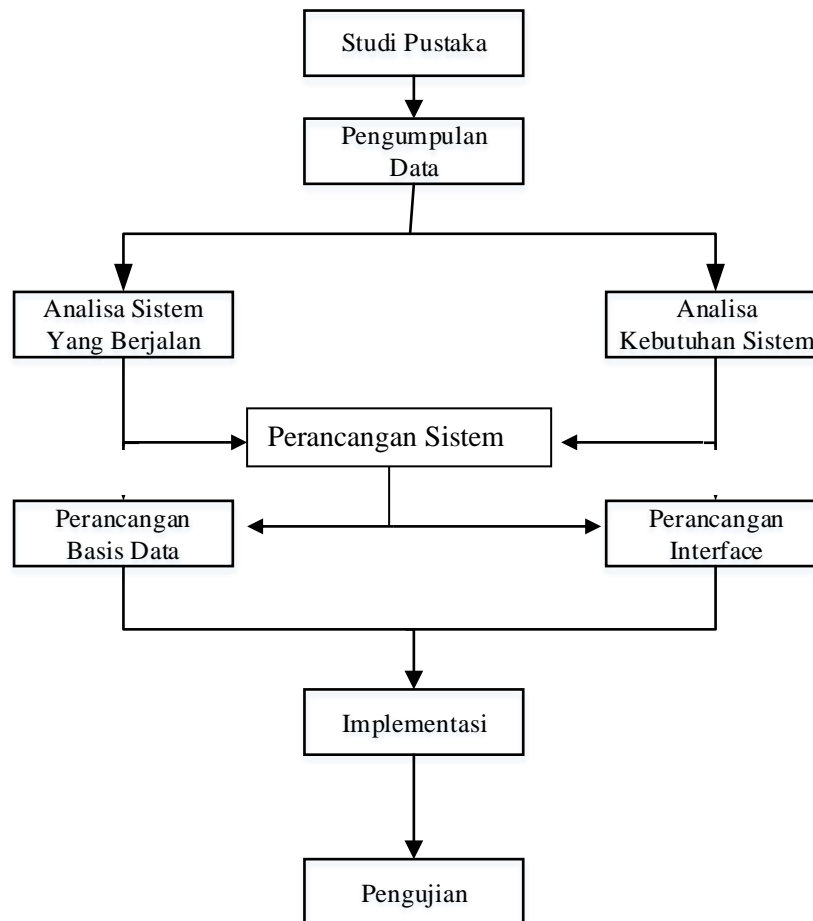 Studi Pustaka
Pengumpulan
Data
Analisa Sistem
Yang Berjalan
Analisa
Kebutuhan Sistem
Perancangan Sistem
Perancangan
Basis Data
Perancangan
Interface
Implementasi
Pengujian